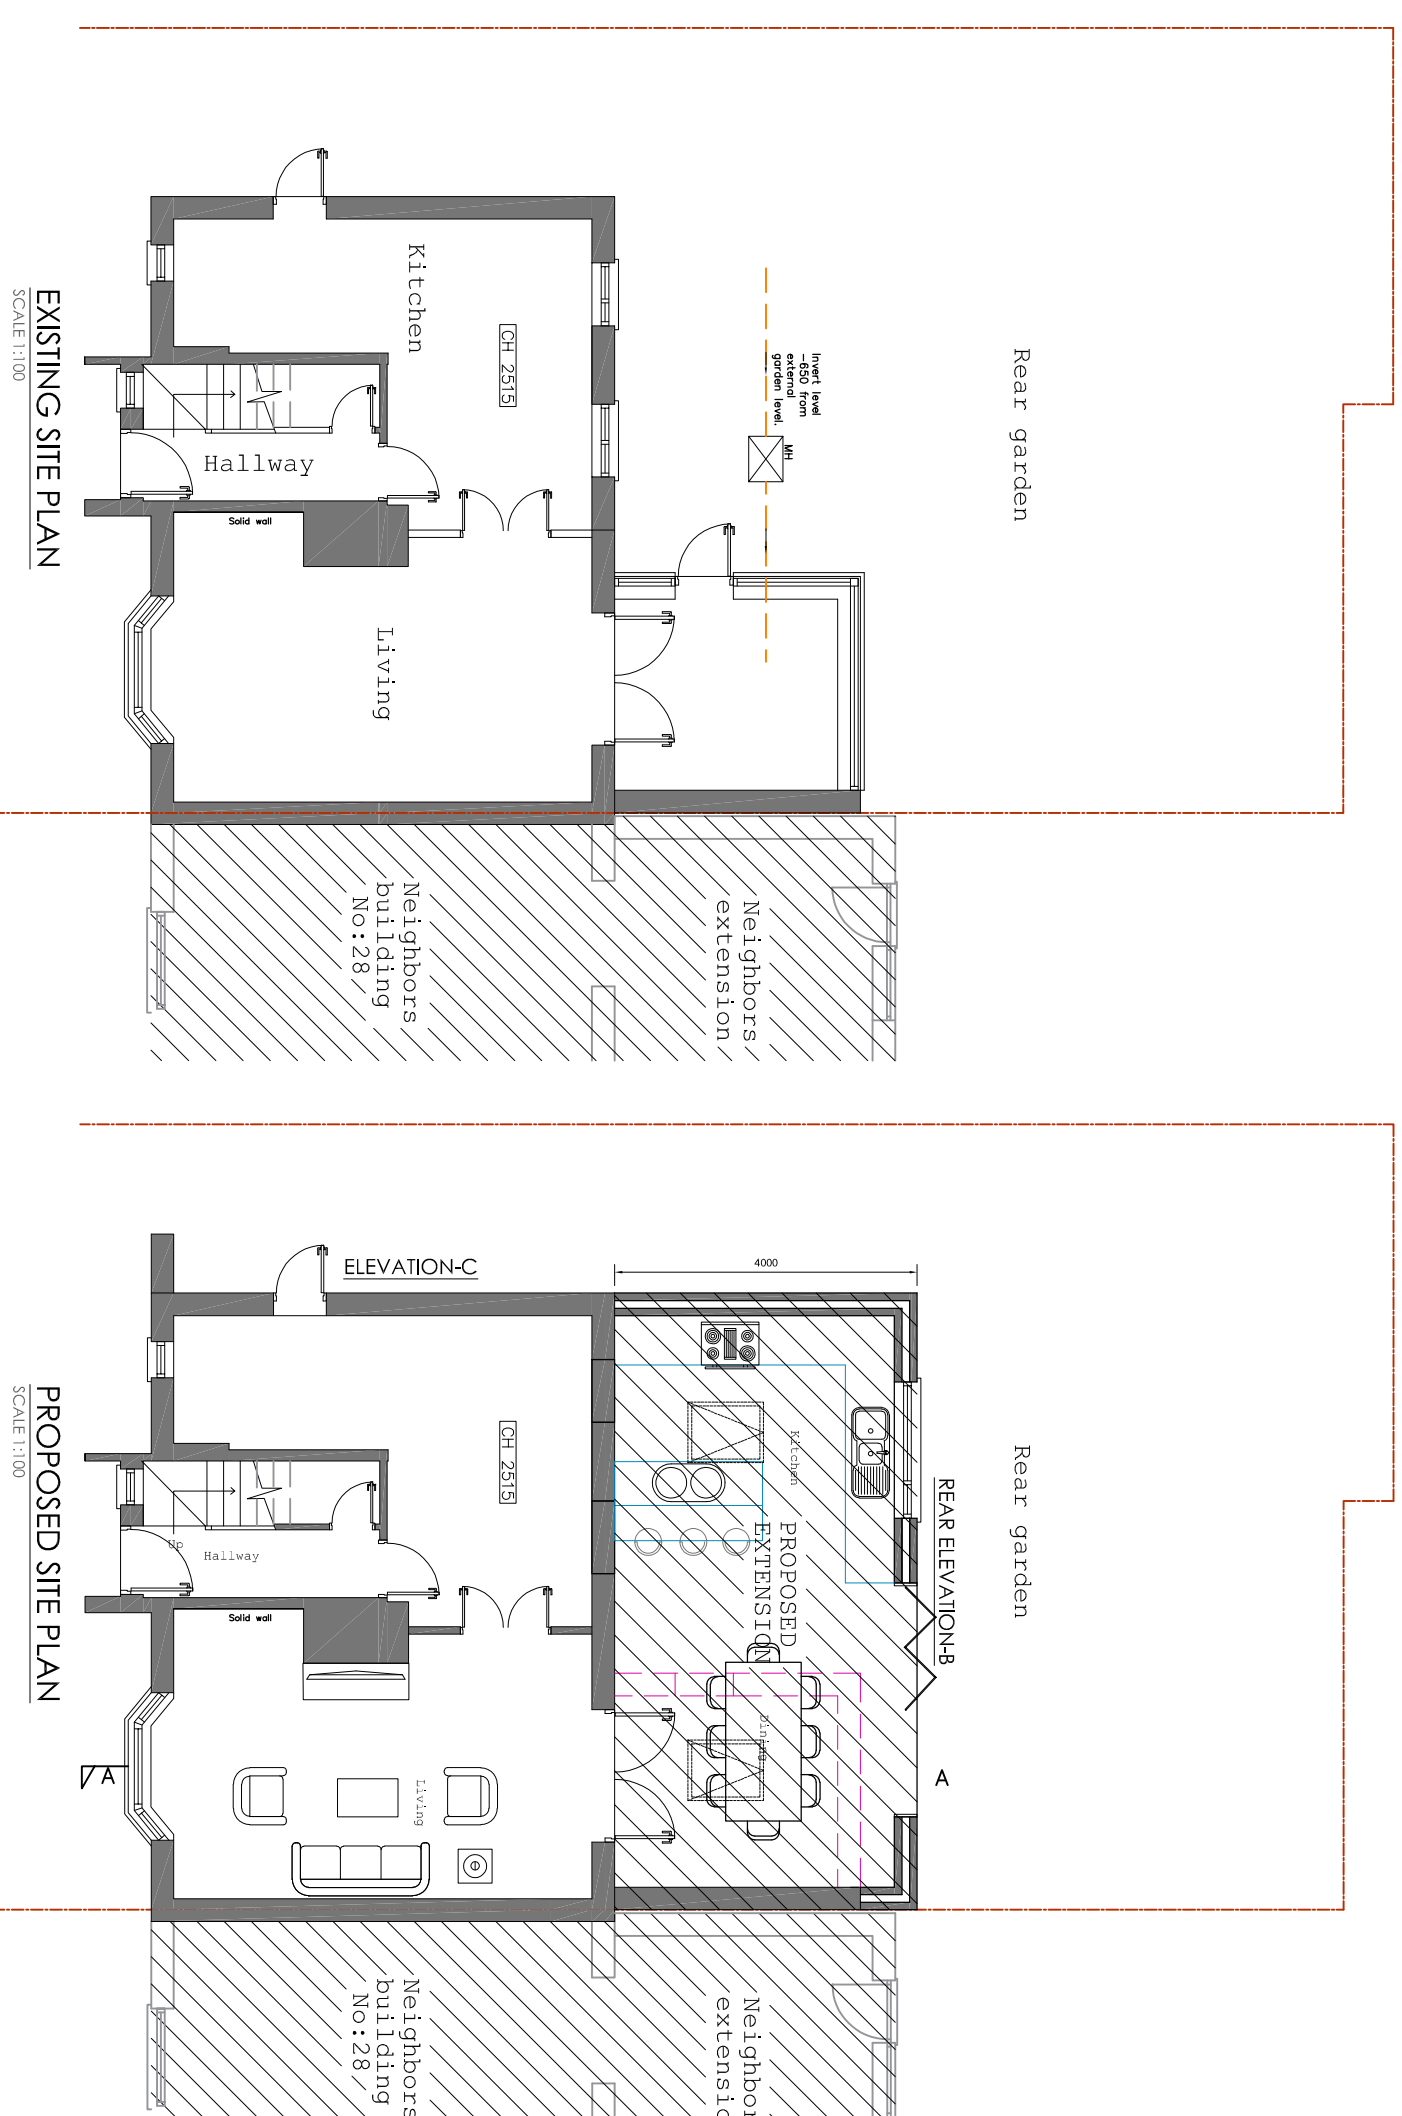 Rear garden
Invert level
-650 from
external
garden level.
MH
CH 2515
Kitchen
Hallway
Solid wall
Living
Neighbors
extension
Neighbors
building
No:28
EXISTING SITE PLAN
SCALE 1:100
Rear garden
REAR ELEVATION-B
4000
ELEVATION-C
Kitchen
PROPOSED
EXTENSION
Dining
CH 2515
Up
Hallway
Solid wall
Living
A
A
Neighbors
building
No:28
PROPOSED SITE PLAN
SCALE 1:100